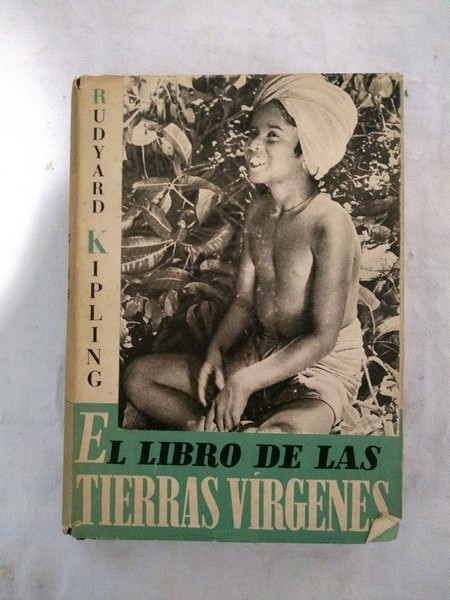 RUDYARD KIPLING
EL LIBRO DE LAS
TIERRAS VÍRGENES